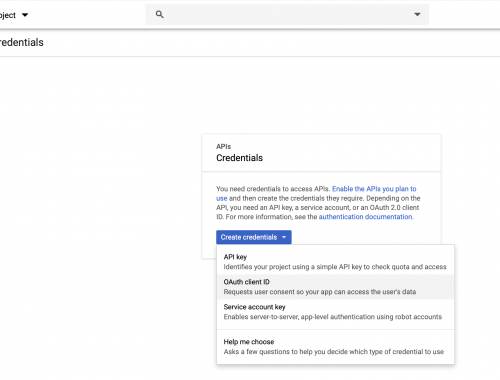 oject
redentials
APIs
Credentials
You need credentials to access APIs. Enable the APIs you plan to
use and then create the credentials they require. Depending on the
API, you need an API key, a service account, or an OAuth 2.0 client
ID. For more information, see the authentication documentation.
Create credentials
API key
Identifies your project using a simple API key to check quota and access
OAuth client ID
Requests user consent so your app can access the user's data
Service account key
Enables server-to-server, app-level authentication using robot accounts
Help me choose
Asks a few questions to help you decide which type of credential to use